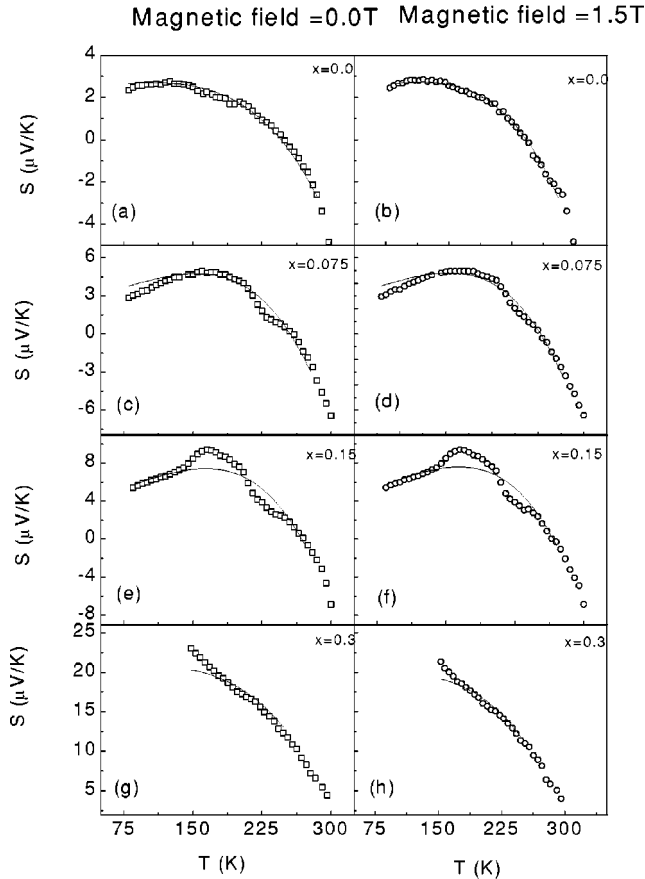 Magnetic field =0.0T Magnetic field =1.5T
4
2
0
-2
-4
S (μV/K)
x=0.0
(a)
x=0.0
(b)
6
3
0
-3
-6
S (μV/K)
x=0.075
(c)
x=0.075
(d)
8
4
0
-4
-8
S (μV/K)
x=0.15
(e)
x=0.15
(f)
25
20
15
10
5
S (μV/K)
x=0.3
(g)
x=0.3
(h)
75 150 225 300 75 150 225 300
T (K) T (K)